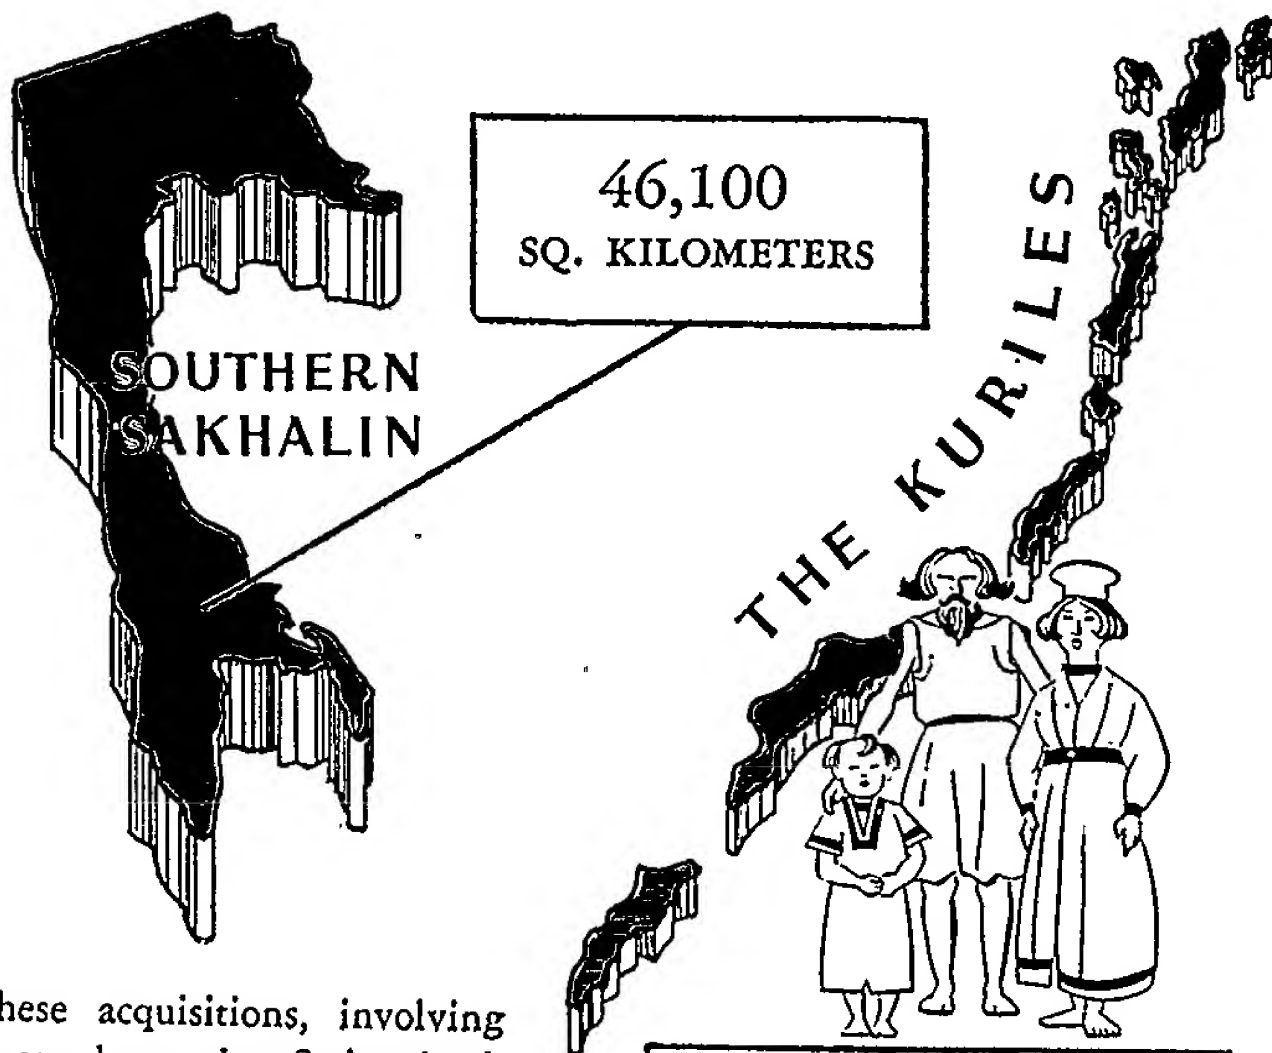 46,100
SQ. KILOMETERS
SOUTHERN
SAKHALIN
THE KURILES
hese acquisitions, involving